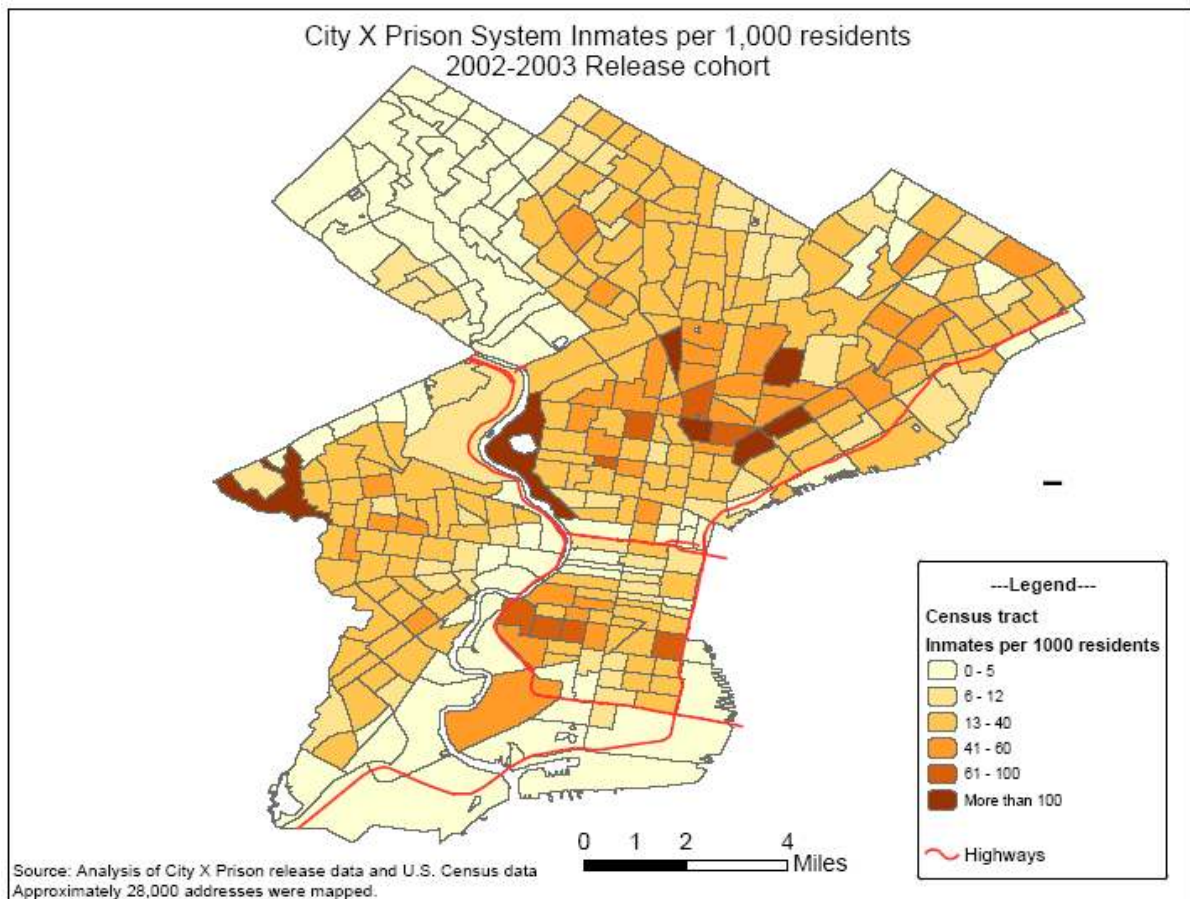 City X Prison System Inmates per 1,000 residents
2002-2003 Release cohort
---Legend---
Census tract
Inmates per 1000 residents
0 - 5
6 - 12
13 - 40
41 - 60
61 - 100
More than 100
Highways
0 1 2 4
Miles
Source: Analysis of City X Prison release data and U.S. Census data
Approximately 28,000 addresses were mapped.